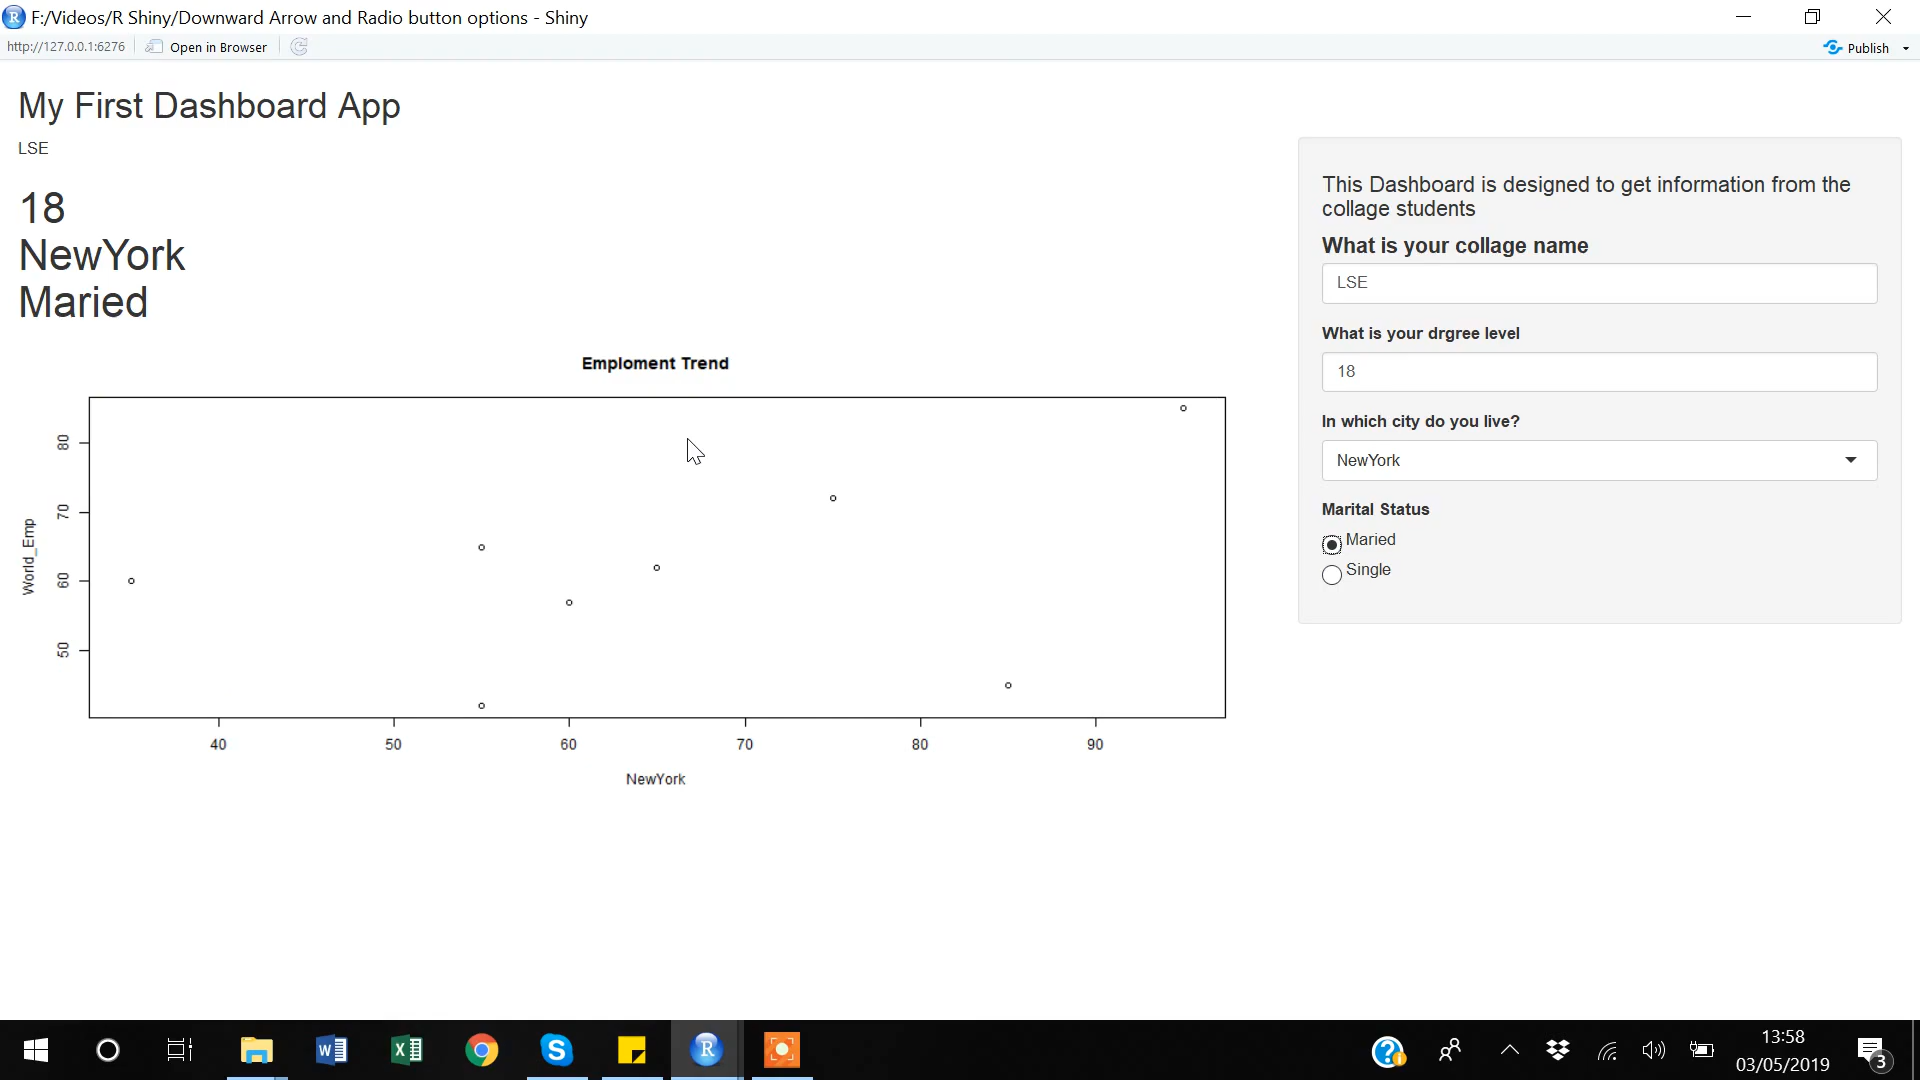 F:/Videos/R Shiny/Downward Arrow and Radio button options - Shiny
http://127.0.0.1:6276
Open in Browser
Publish
My First Dashboard App
LSE
18
NewYork
Maried
Emploment Trend
80
70
60
50
World_Emp
40
50
60
70
80
90
NewYork
This Dashboard is designed to get information from the
collage students
What is your collage name
LSE
What is your drgree level
18
In which city do you live?
NewYork
Marital Status
Maried
Single
13:58
03/05/2019
3